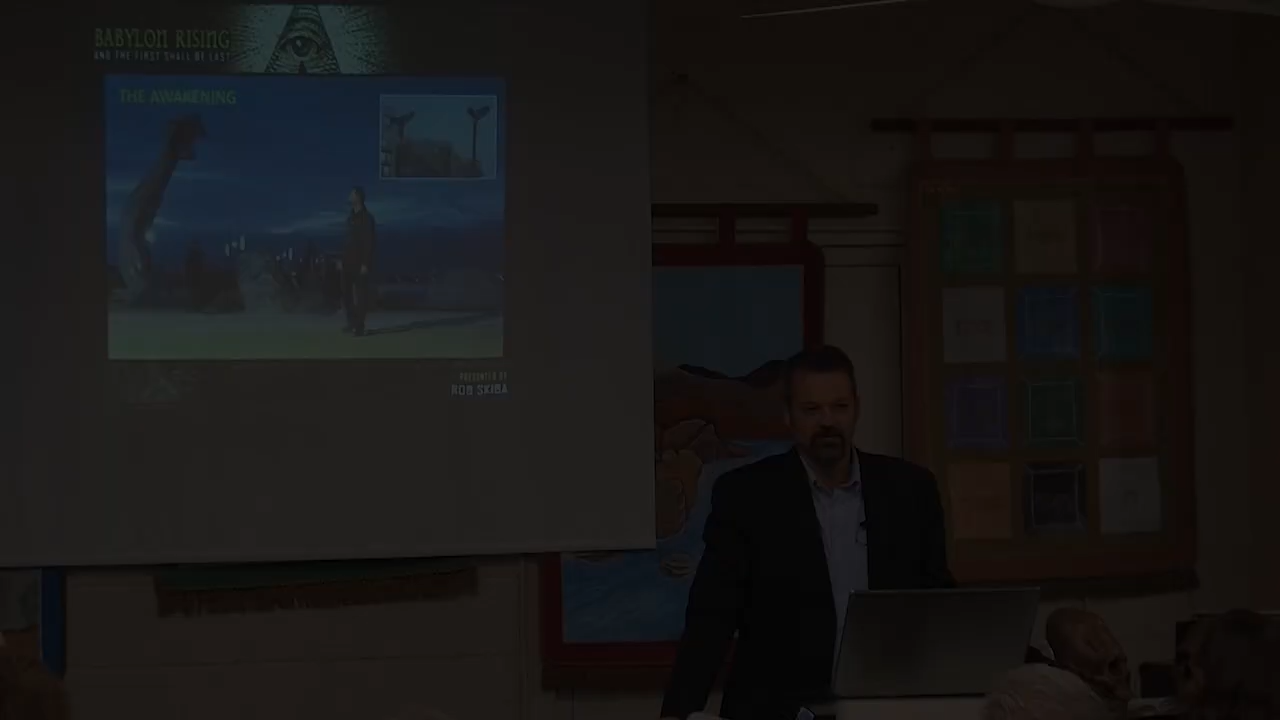 BABYLON RISING
AND THE FIRST SHALL BE LAST
THE AWAKENING
PRESENTED BY
ROB SKIBA